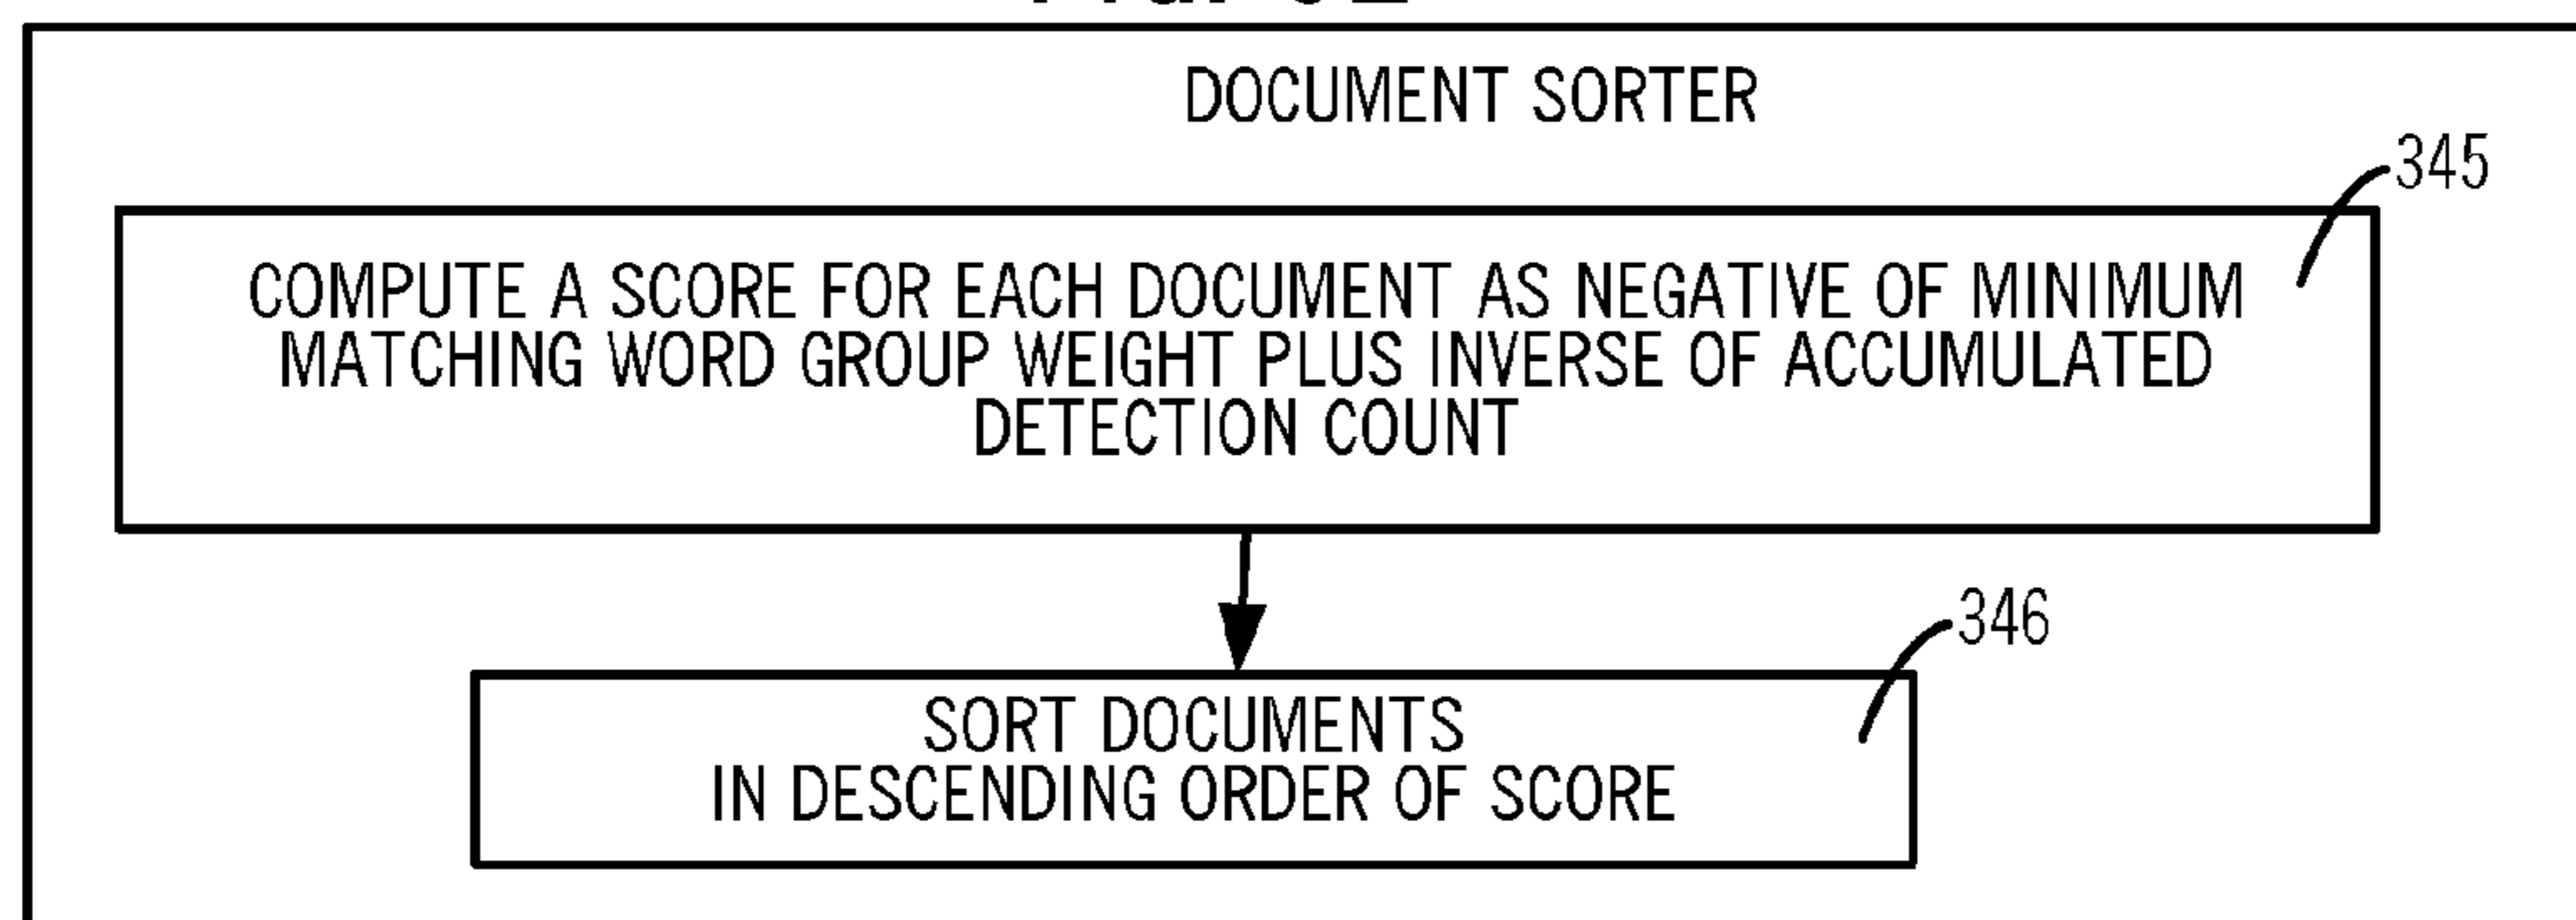 DOCUMENT SORTER
345
COMPUTE A SCORE FOR EACH DOCUMENT AS NEGATIVE OF MINIMUM
MATCHING WORD GROUP WEIGHT PLUS INVERSE OF ACCUMULATED
DETECTION COUNT
346
SORT DOCUMENTS
IN DESCENDING ORDER OF SCORE